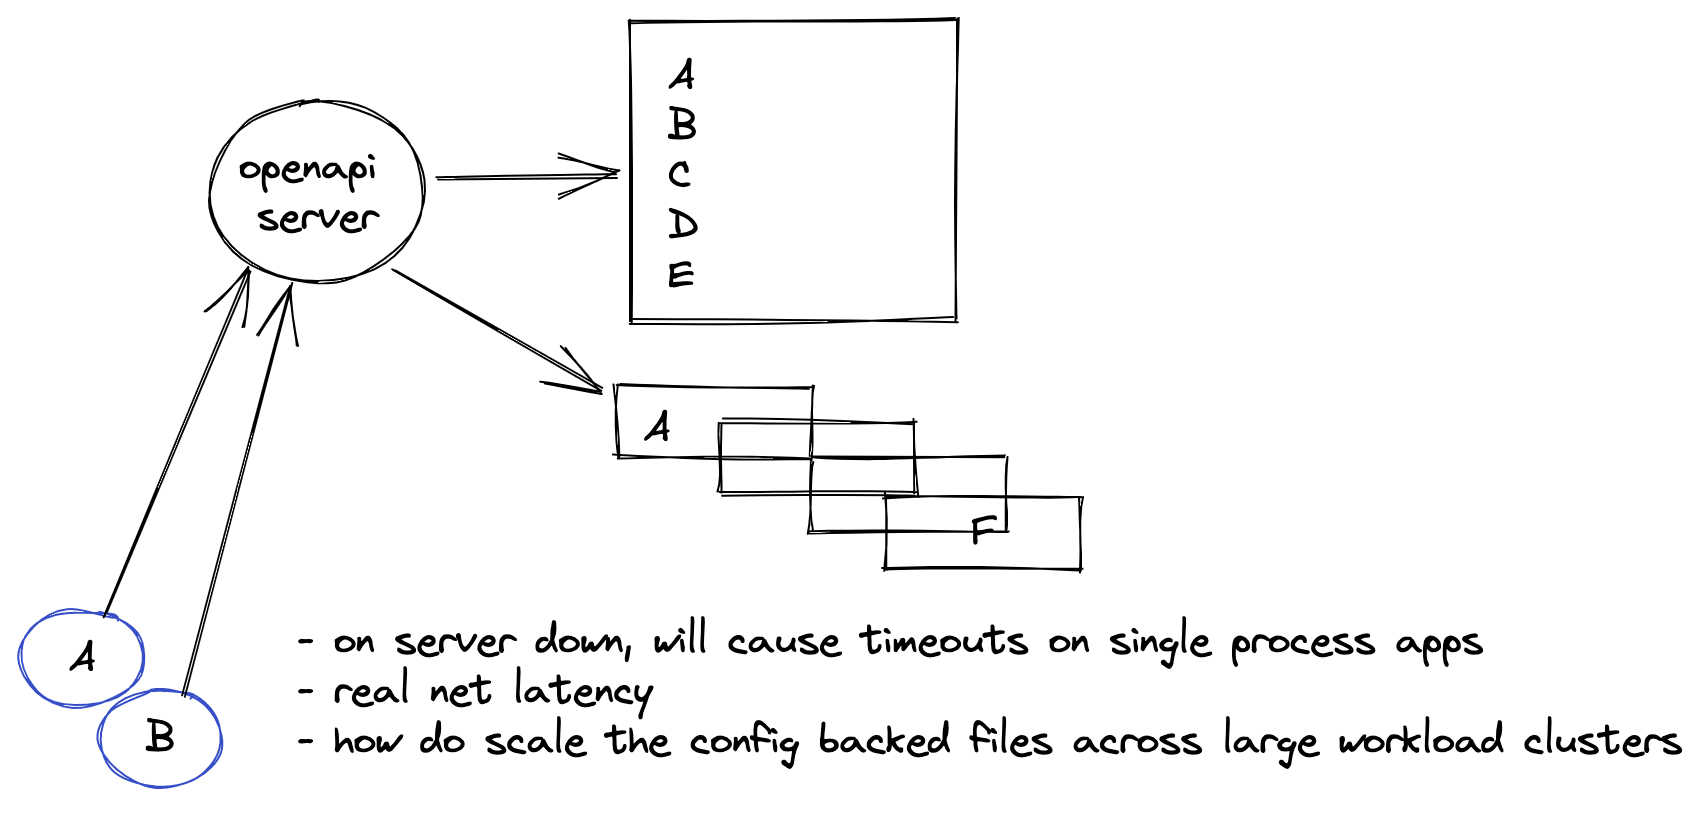 openapi
server
A
B
C
D
E
A
F
A
B
- on server down, will cause timeouts on single process apps
- real net latency
- how do scale the config backed files across large workload clusters